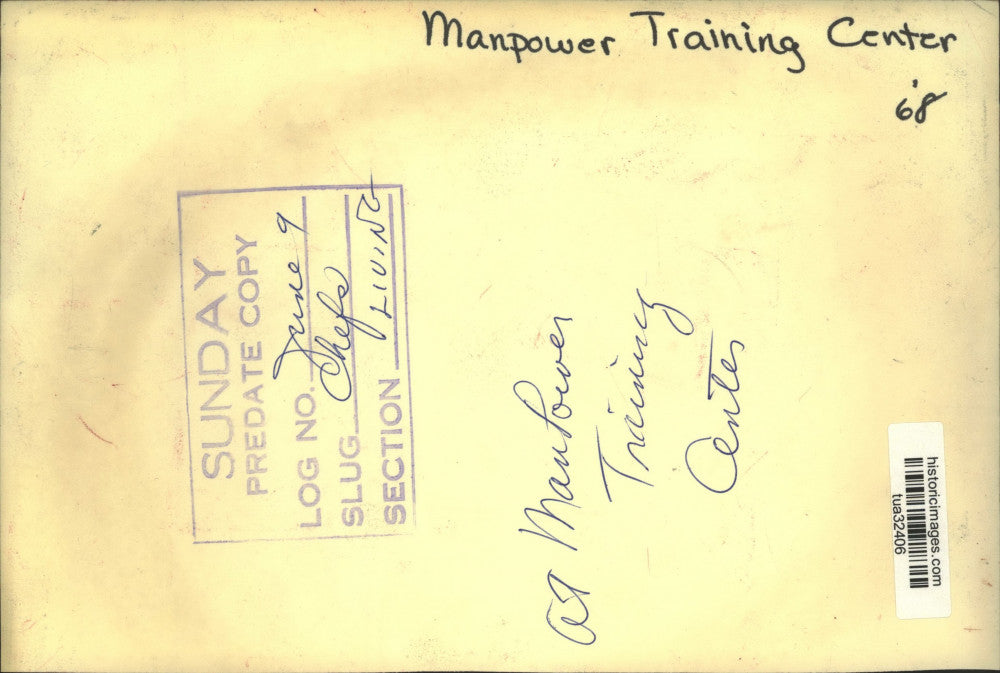 Manpower Training Center
'68
SUNDAY
PREDATE COPY
LOG NO. June 9
SLUG Chefs
SECTION LIVING
at Manpower
Training
Center
historicimages.com
tua32406